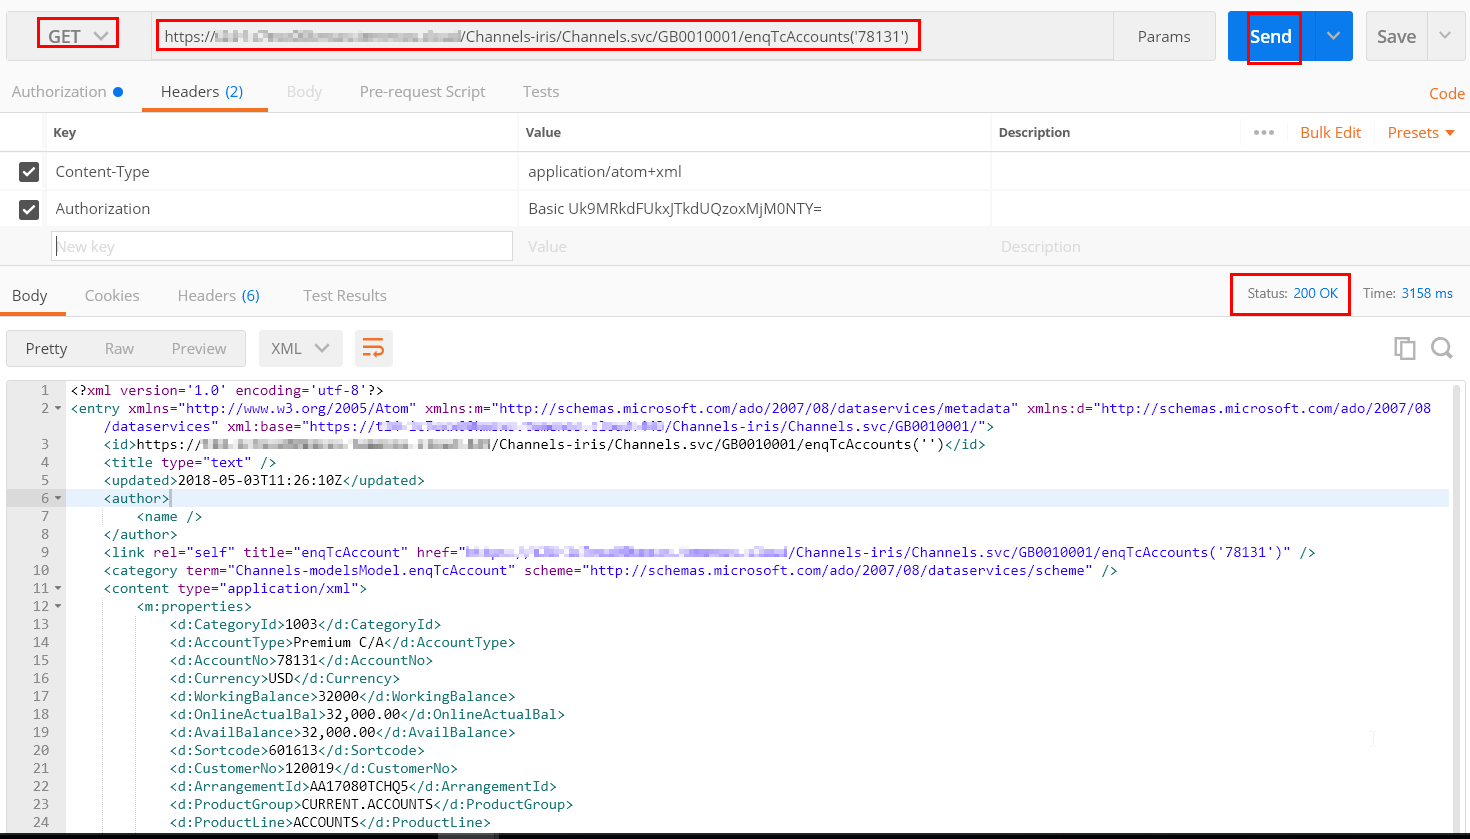 GET
https:// /Channels-iris/Channels.svc/GB0010001/enqTcAccounts('78131')
Params
Send
Save
Authorization
Headers (2)
Body
Pre-request Script
Tests
Code
Key Value Description ••• Bulk Edit Presets
Content-Type application/atom+xml
Authorization Basic Uk9MRkdFUkxJTkdUQzoxMjM0NTY=
New key Value Description
Body Cookies Headers (6) Test Results Status: 200 OK Time: 3158 ms
Pretty Raw Preview XML
1 <?xml version='1.0' encoding='utf-8'?>
2 <entry xmlns="http://www.w3.org/2005/Atom" xmlns:m="http://schemas.microsoft.com/ado/2007/08/dataservices/metadata" xmlns:d="http://schemas.microsoft.com/ado/2007/08
/dataservices" xml:base="https:// /Channels-iris/Channels.svc/GB0010001/">
3 <id>https:// /Channels-iris/Channels.svc/GB0010001/enqTcAccounts('')</id>
4 <title type="text" />
5 <updated>2018-05-03T11:26:10Z</updated>
6 <author>
7 <name />
8 </author>
9 <link rel="self" title="enqTcAccount" href=" /Channels-iris/Channels.svc/GB0010001/enqTcAccounts('78131')" />
10 <category term="Channels-modelsModel.enqTcAccount" scheme="http://schemas.microsoft.com/ado/2007/08/dataservices/scheme" />
11 <content type="application/xml">
12 <m:properties>
13 <d:CategoryId>1003</d:CategoryId>
14 <d:AccountType>Premium C/A</d:AccountType>
15 <d:AccountNo>78131</d:AccountNo>
16 <d:Currency>USD</d:Currency>
17 <d:WorkingBalance>32000</d:WorkingBalance>
18 <d:OnlineActualBal>32,000.00</d:OnlineActualBal>
19 <d:AvailBalance>32,000.00</d:AvailBalance>
20 <d:Sortcode>601613</d:Sortcode>
21 <d:CustomerNo>120019</d:CustomerNo>
22 <d:ArrangementId>AA17080TCHQ5</d:ArrangementId>
23 <d:ProductGroup>CURRENT.ACCOUNTS</d:ProductGroup>
24 <d:ProductLine>ACCOUNTS</d:ProductLine>